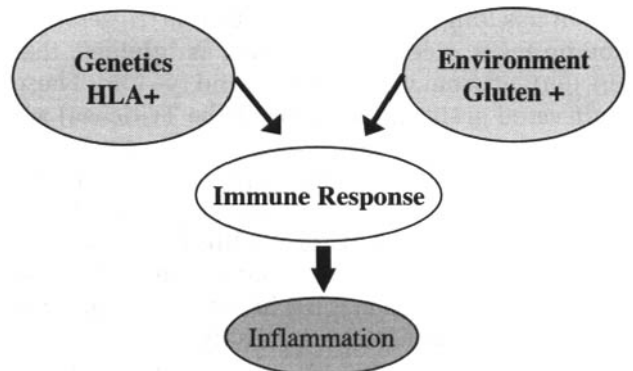 Genetics
HLA+
Environment
Gluten +
Immune Response
Inflammation